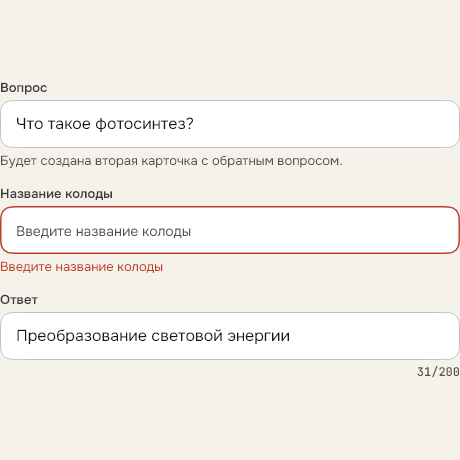 Вопрос
Что такое фотосинтез?
Будет создана вторая карточка с обратным вопросом.
Название колоды
Введите название колоды
Введите название колоды
Ответ
Преобразование световой энергии
31/200